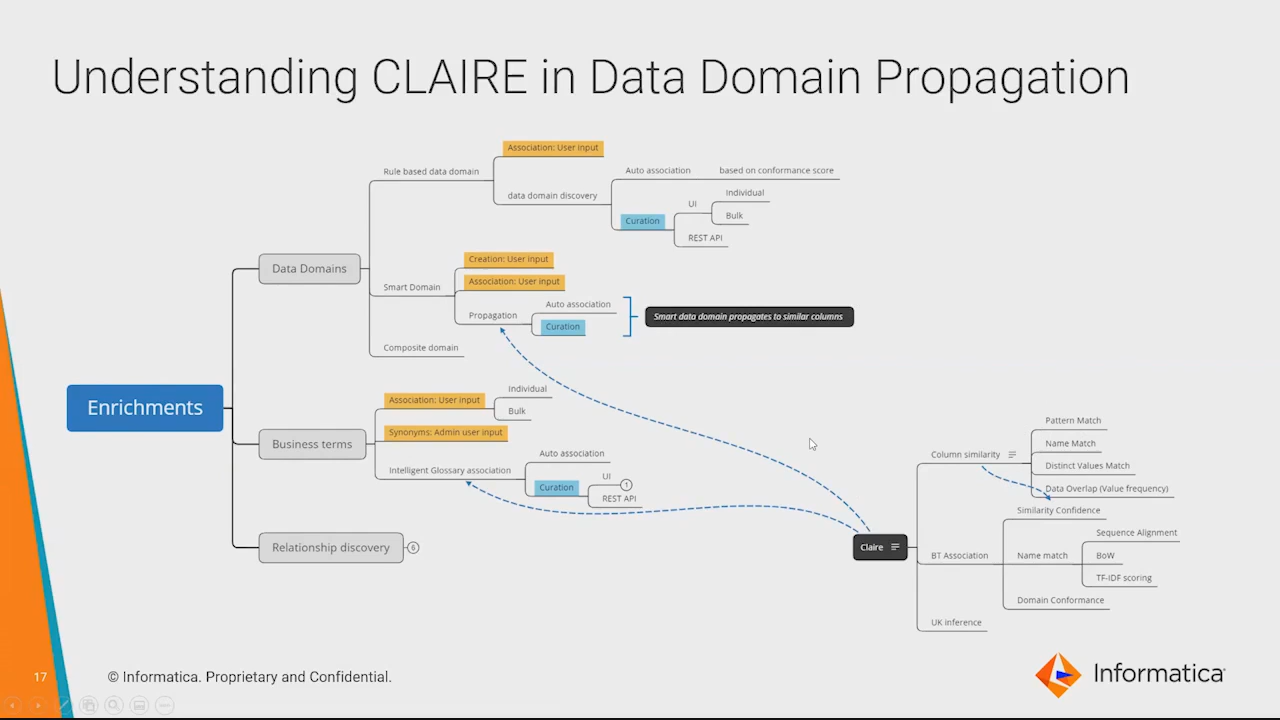 Understanding CLAIRE in Data Domain Propagation
Association: User input
Rule based data domain
data domain discovery
Auto association
based on conformance score
Curation
UI
Individual
Bulk
REST API
Data Domains
Smart Domain
Creation: User input
Association: User input
Propagation
Auto association
Curation
Smart data domain propagates to similar columns
Composite domain
Enrichments
Business terms
Association: User input
Individual
Bulk
Synonyms: Admin user input
Intelligent Glossary association
Auto association
Curation
UI
1
REST API
Relationship discovery
6
Claire
Column similarity
Pattern Match
Name Match
Distinct Values Match
Data Overlap (Value frequency)
BT Association
Similarity Confidence
Name match
Sequence Alignment
BoW
TF-IDF scoring
Domain Conformance
UK inference
17
© Informatica. Proprietary and Confidential.
Informatica